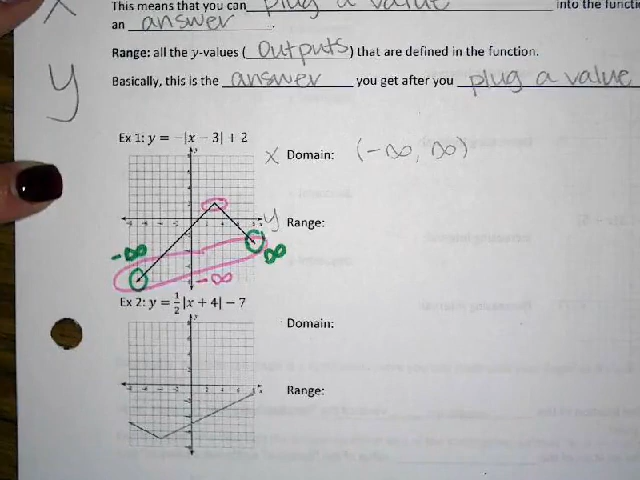 x This means that you can plug a value into the functi
an answer.
Range: all the y-values (outputs) that are defined in the function.
y Basically, this is the answer you get after you plug a value
Ex 1: y = -|x - 3| + 2
x Domain: (-∞, ∞)
y Range:
-∞ ∞
-∞
Ex 2: y = 1/2|x + 4| - 7
Domain:
Range: